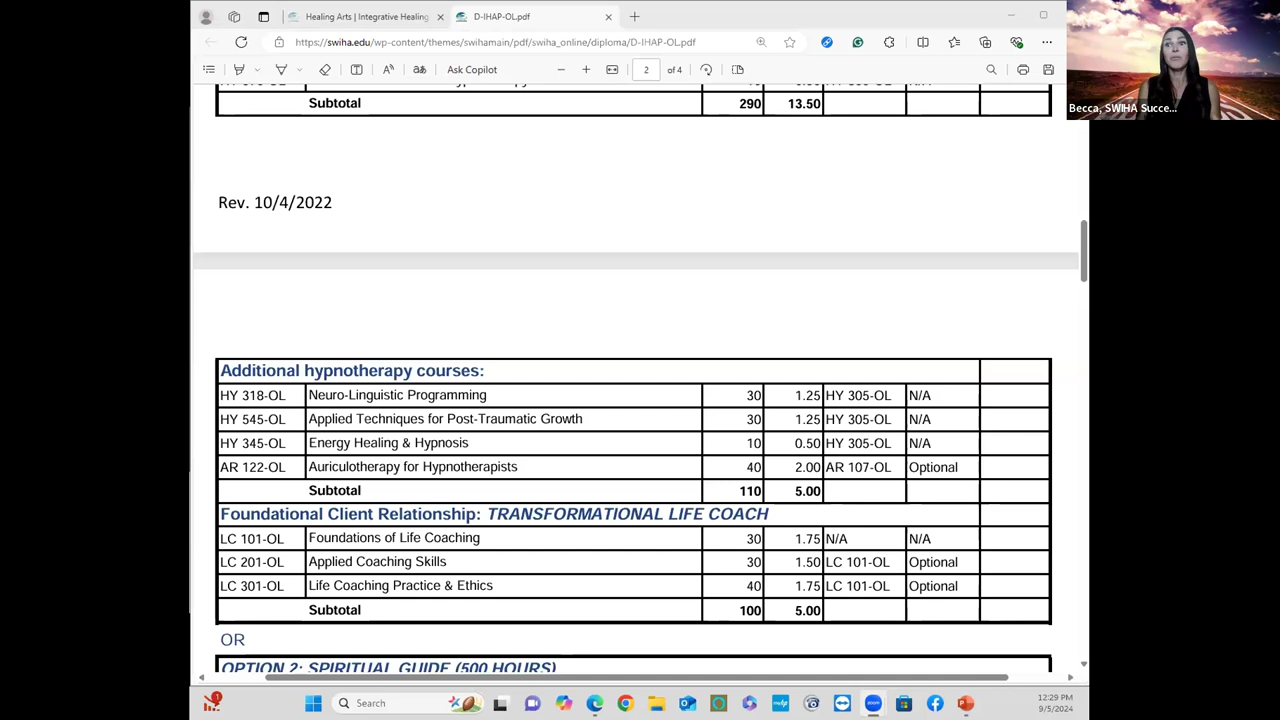 Healing Arts | Integrative Healing
D-IHAP-OL.pdf
https://swiha.edu/wp-content/themes/swihamain/pdf/swiha_online/diploma/D-IHAP-OL.pdf
Ask Copilot
2 of 4
Subtotal 290 13.50
Rev. 10/4/2022
Additional hypnotherapy courses:
HY 318-OL Neuro-Linguistic Programming 30 1.25 HY 305-OL N/A
HY 545-OL Applied Techniques for Post-Traumatic Growth 30 1.25 HY 305-OL N/A
HY 345-OL Energy Healing & Hypnosis 10 0.50 HY 305-OL N/A
AR 122-OL Auriculotherapy for Hypnotherapists 40 2.00 AR 107-OL Optional
Subtotal 110 5.00
Foundational Client Relationship: TRANSFORMATIONAL LIFE COACH
LC 101-OL Foundations of Life Coaching 30 1.75 N/A N/A
LC 201-OL Applied Coaching Skills 30 1.50 LC 101-OL Optional
LC 301-OL Life Coaching Practice & Ethics 40 1.75 LC 101-OL Optional
Subtotal 100 5.00
OR
OPTION 2: SPIRITUAL GUIDE (500 HOURS)
Becca, SWIHA Succe...
1
Search
zoom
12:29 PM
9/5/2024